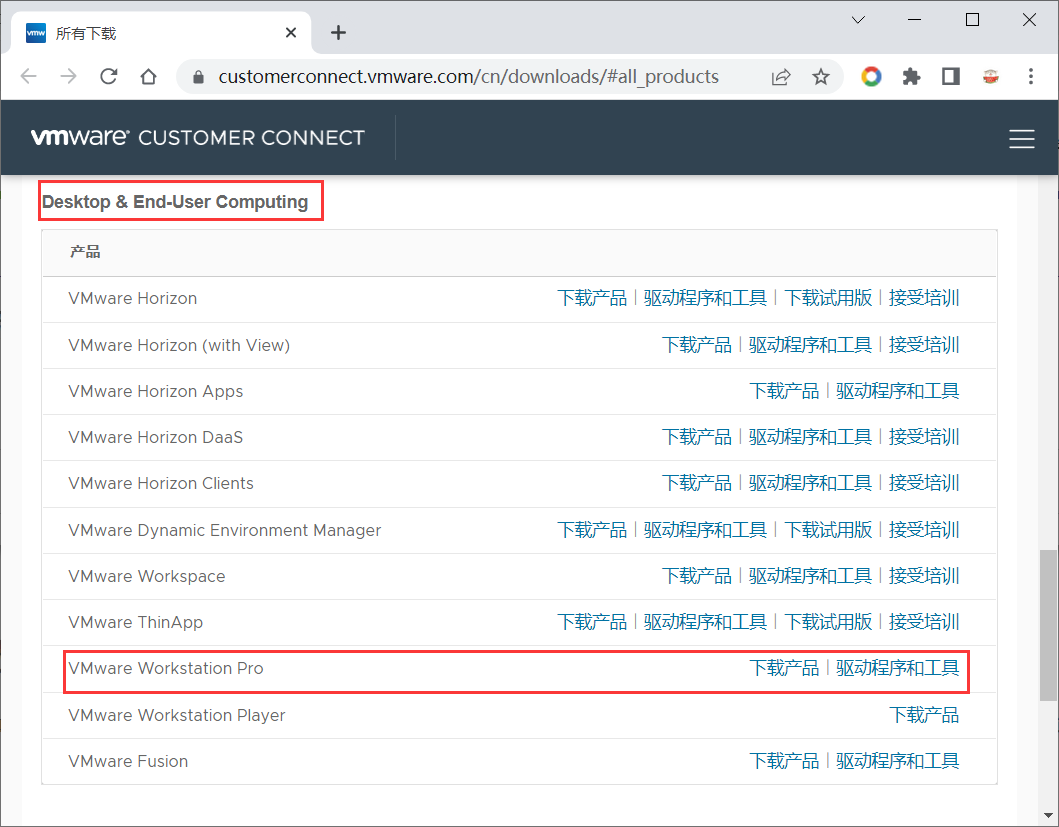 vmw 所有下载
customerconnect.vmware.com/cn/downloads/#all_products
vmware® CUSTOMER CONNECT
Desktop & End-User Computing
产品
VMware Horizon 下载产品 | 驱动程序和工具 | 下载试用版 | 接受培训
VMware Horizon (with View) 下载产品 | 驱动程序和工具 | 接受培训
VMware Horizon Apps 下载产品 | 驱动程序和工具
VMware Horizon DaaS 下载产品 | 驱动程序和工具 | 接受培训
VMware Horizon Clients 下载产品 | 驱动程序和工具 | 接受培训
VMware Dynamic Environment Manager 下载产品 | 驱动程序和工具 | 下载试用版 | 接受培训
VMware Workspace 下载产品 | 驱动程序和工具 | 接受培训
VMware ThinApp 下载产品 | 驱动程序和工具 | 下载试用版 | 接受培训
VMware Workstation Pro 下载产品 | 驱动程序和工具
VMware Workstation Player 下载产品
VMware Fusion 下载产品 | 驱动程序和工具